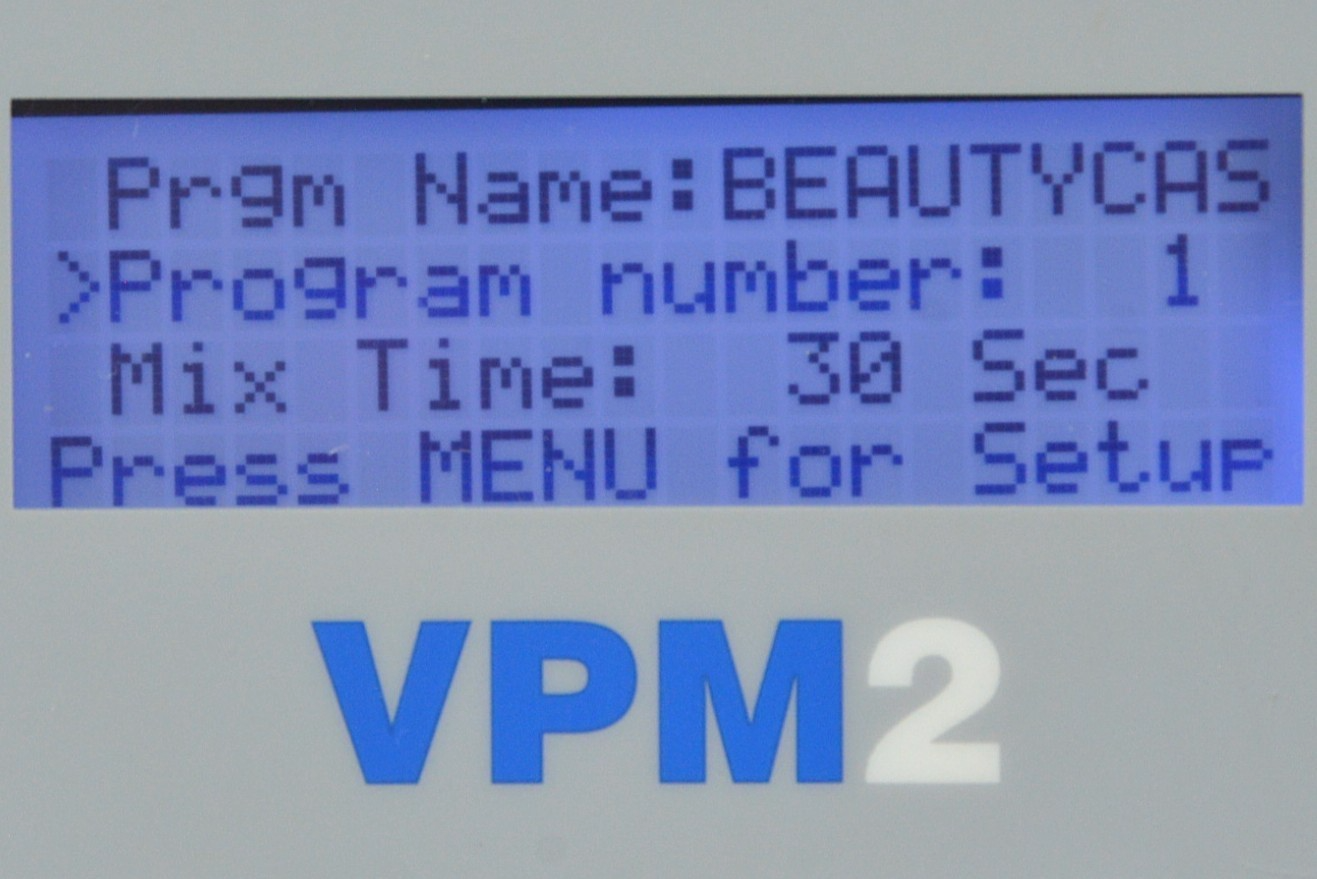 Prgm Name:BEAUTYCAS
>Program number: 1
Mix Time: 30 Sec
Press MENU for Setup
VPM2